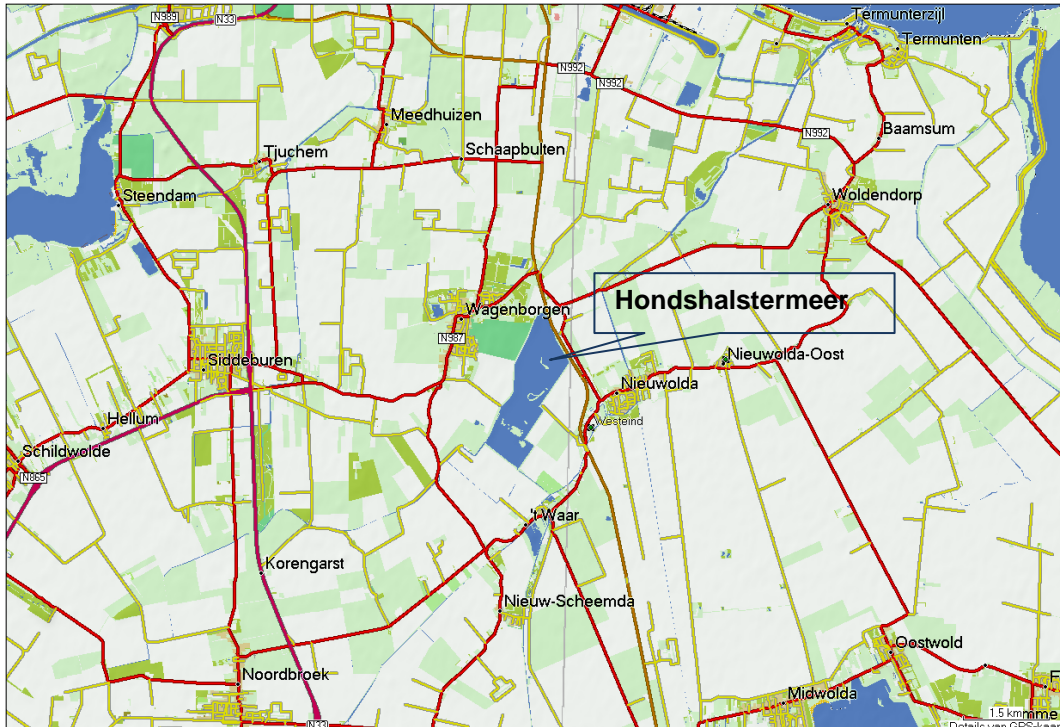 N989
N33
Termunterzijl
Termunten
N992
N992
Meedhuizen
N992
Baamsum
Tjuchem
Schaapbulten
Steendam
Woldendorp
Hondshalstermeer
Wagenborgen
N987
Siddeburen
Nieuwolda-Oost
Nieuwolda
Hellum
Westeind
Schildwolde
N865
't Waar
Korengarst
Nieuw-Scheemda
Oostwold
Noordbroek
F
Midwolda
1.5 km
N33